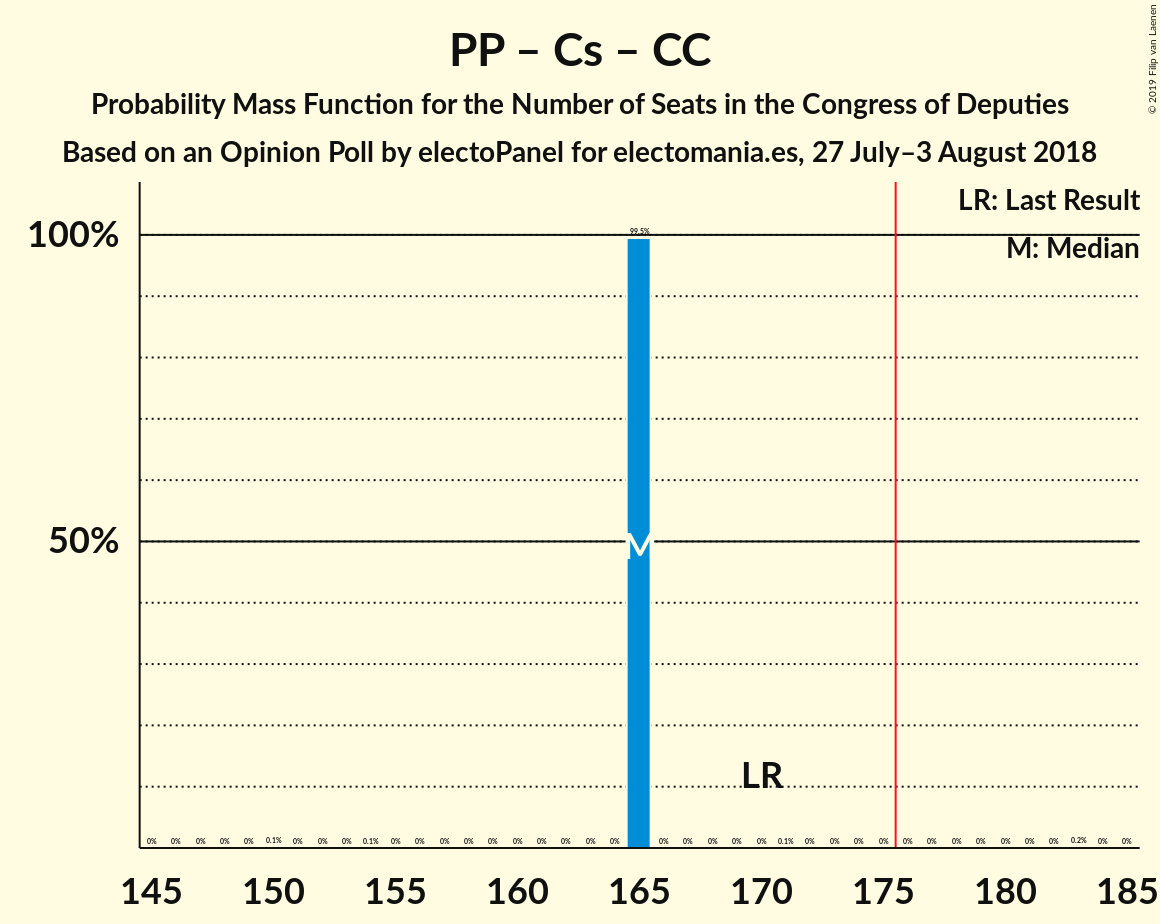 PP – Cs – CC
Probability Mass Function for the Number of Seats in the Congress of Deputies
Based on an Opinion Poll by electoPanel for electomania.es, 27 July–3 August 2018
© 2019 Filip van Laenen
LR: Last Result
M: Median
100%
99.5%
50%
M
LR
0% 0% 0% 0% 0% 0.1% 0% 0% 0% 0.1% 0% 0% 0% 0% 0% 0% 0% 0% 0% 0% 0% 0% 0% 0% 0% 0.1% 0% 0% 0% 0% 0% 0% 0% 0% 0% 0% 0% 0.2% 0% 0%
145 150 155 160 165 170 175 180 185